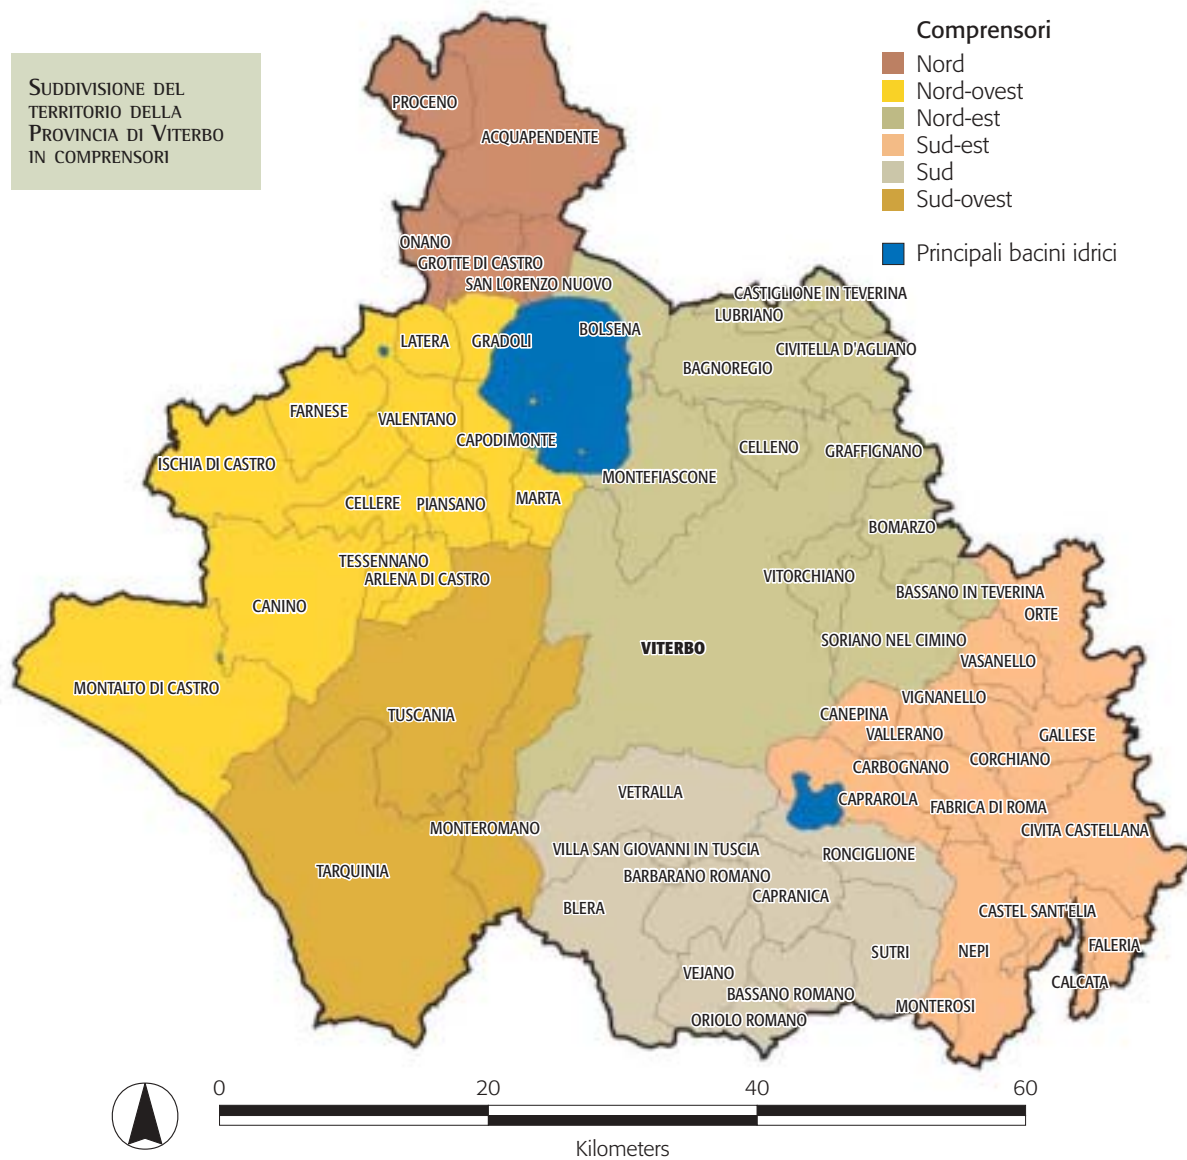 SUDDIVISIONE DEL
TERRITORIO DELLA
PROVINCIA DI VITERBO
IN COMPRENSORI
Comprensori
Nord
Nord-ovest
Nord-est
Sud-est
Sud
Sud-ovest
Principali bacini idrici
PROCENO
ACQUAPENDENTE
ONANO
GROTTE DI CASTRO
SAN LORENZO NUOVO
CASTIGLIONE IN TEVERINA
LUBRIANO
BOLSENA
LATERA
GRADOLI
CIVITELLA D'AGLIANO
BAGNOREGIO
FARNESE
VALENTANO
CAPODIMONTE
CELLENO
GRAFFIGNANO
ISCHIA DI CASTRO
MONTEFIASCONE
CELLERE
PIANSANO
MARTA
BOMARZO
TESSENNANO
ARLENA DI CASTRO
VITORCHIANO
BASSANO IN TEVERINA
CANINO
ORTE
SORIANO NEL CIMINO
VITERBO
VASANELLO
MONTALTO DI CASTRO
VIGNANELLO
TUSCANIA
CANEPINA
VALLERANO
GALLESE
CORCHIANO
CARBOGNANO
VETRALLA
CAPRAROLA
FABRICA DI ROMA
MONTEROMANO
CIVITA CASTELLANA
VILLA SAN GIOVANNI IN TUSCIA
RONCIGLIONE
TARQUINIA
BARBARANO ROMANO
CAPRANICA
BLERA
CASTEL SANT'ELIA
SUTRI
NEPI
FALERIA
VEJANO
CALCATA
BASSANO ROMANO
MONTEROSI
ORIOLO ROMANO
0 20 40 60
Kilometers